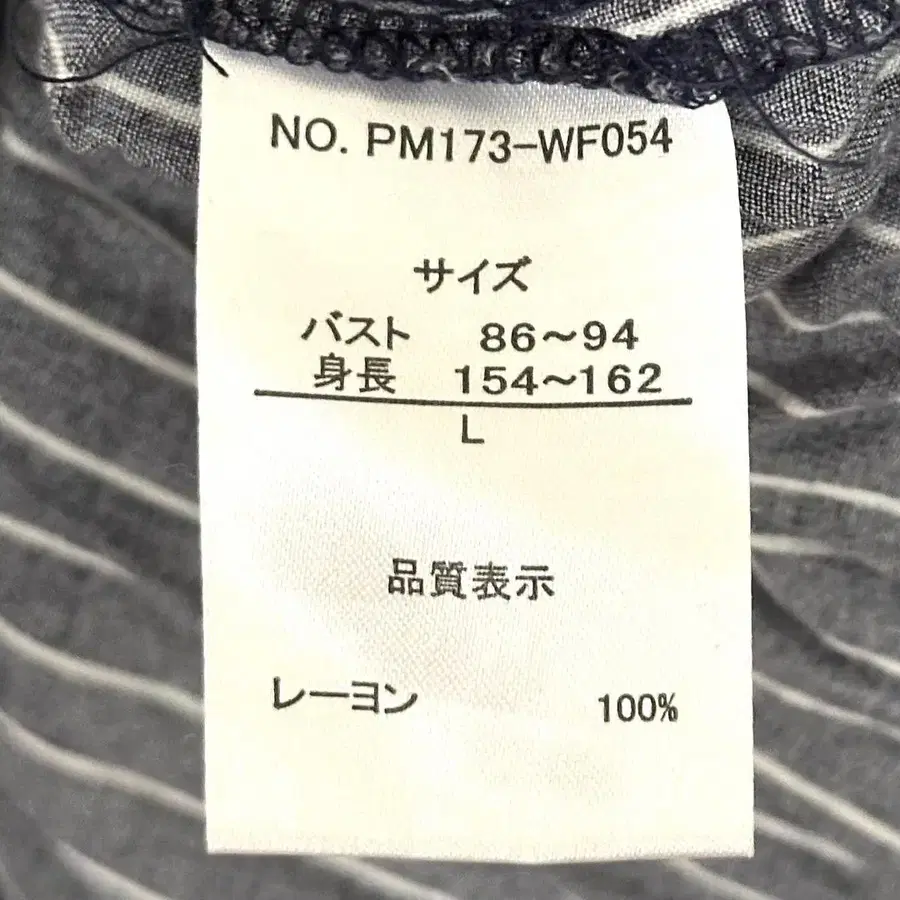 NO. PM173-WF054
サイズ
バスト 86～94
身長 154～162
L
品質表示
レーヨン 100%